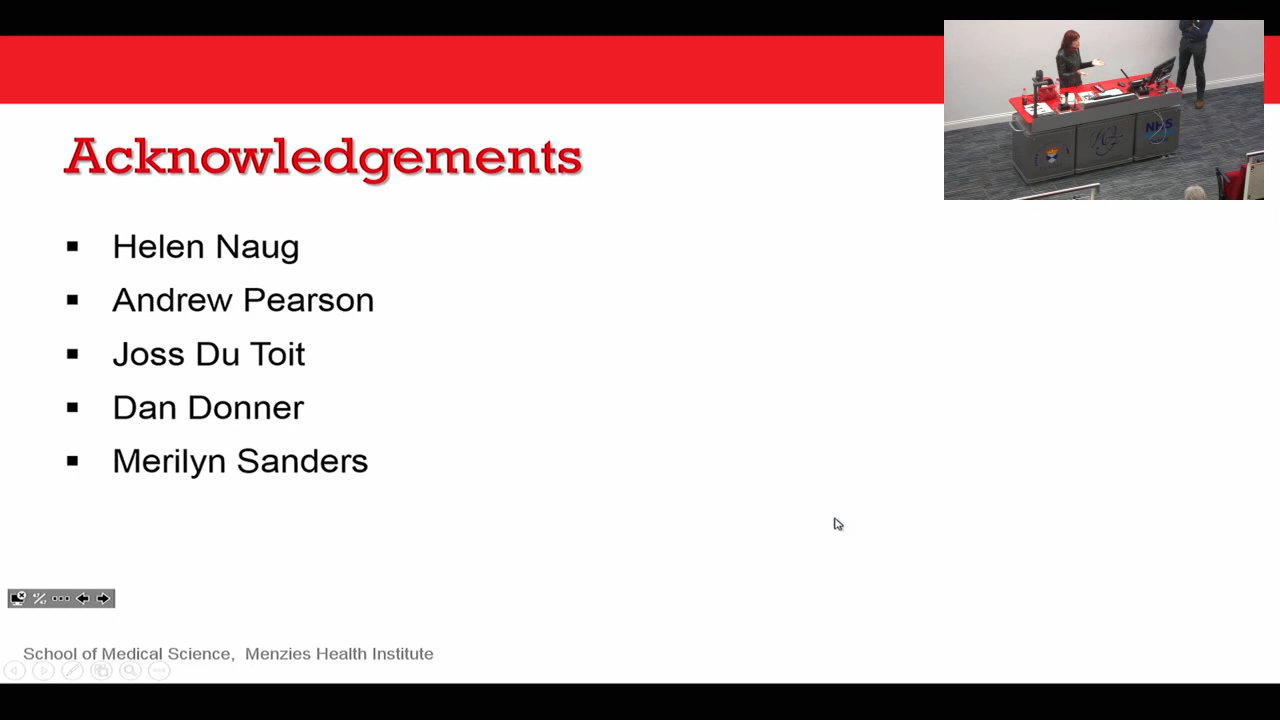 Acknowledgements
Helen Naug
Andrew Pearson
Joss Du Toit
Dan Donner
Merilyn Sanders
School of Medical Science, Menzies Health Institute
NHS